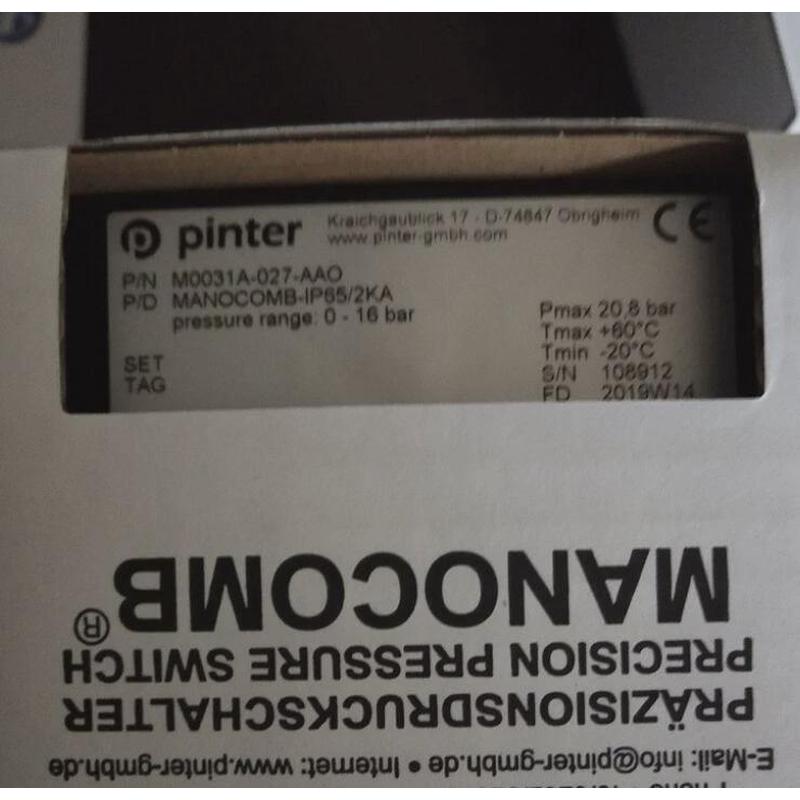 pinter
Kraichgaublick 17 - D-74847 Obrigheim
www.pinter-gmbh.com
CE
P/N M0031A-027-AAO
P/D MANOCOMB-IP65/2KA
pressure range: 0 - 16 bar
Pmax 20,8 bar
Tmax +60°C
Tmin -20°C
SET
TAG
S/N 108912
FD 2019W14
MANOCOMB®
PRECISION PRESSURE SWITCH
PRÄZISIONSDRUCKSCHALTER
E-Mail: info@pinter-gmbh.de • Internet: www.pinter-gmbh.de